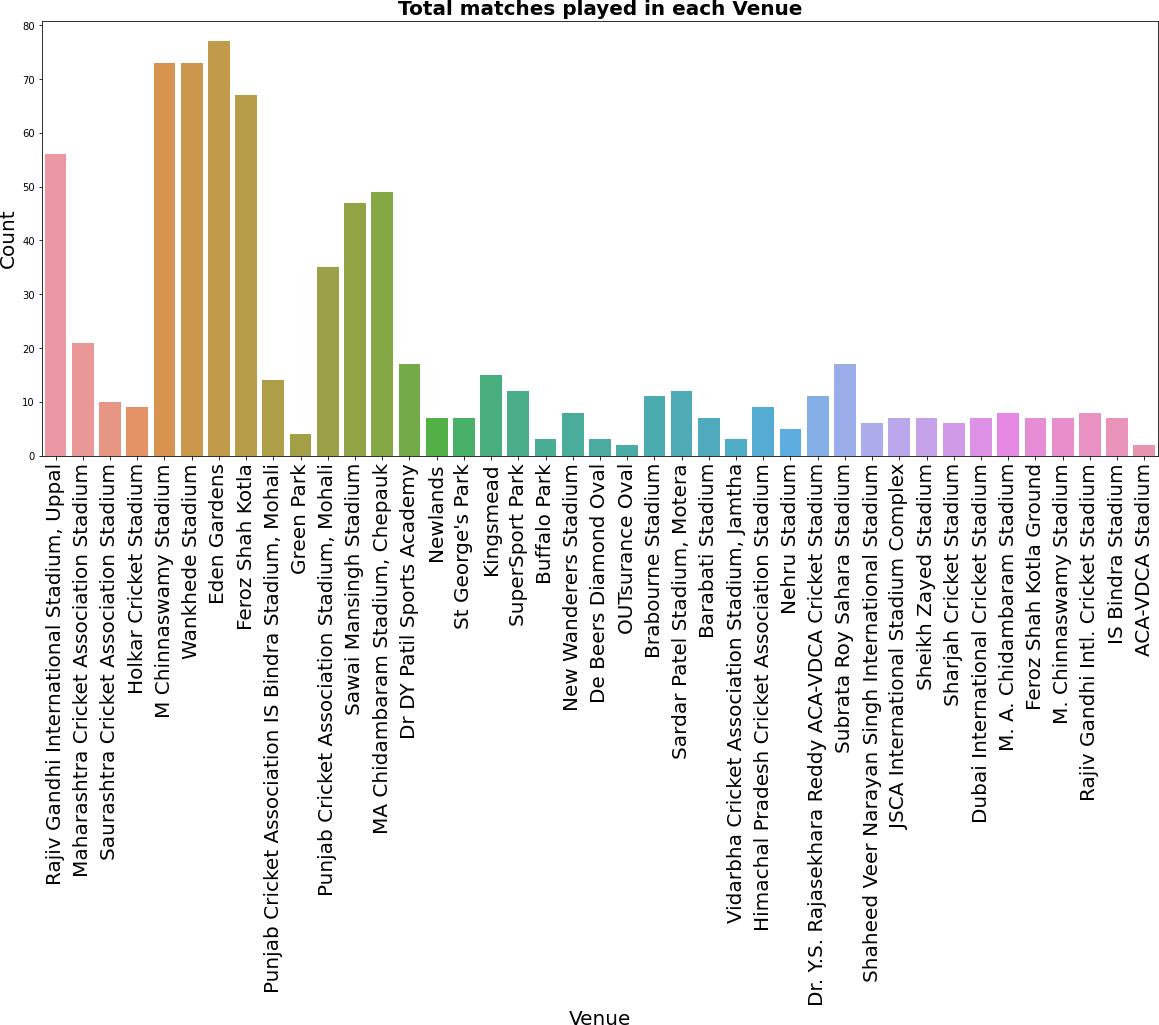 Total matches played in each Venue
Count
80
70
60
50
40
30
20
10
0
Rajiv Gandhi International Stadium, Uppal
Maharashtra Cricket Association Stadium
Saurashtra Cricket Association Stadium
Holkar Cricket Stadium
M Chinnaswamy Stadium
Wankhede Stadium
Eden Gardens
Feroz Shah Kotla
Punjab Cricket Association IS Bindra Stadium, Mohali
Green Park
Punjab Cricket Association Stadium, Mohali
Sawai Mansingh Stadium
MA Chidambaram Stadium, Chepauk
Dr DY Patil Sports Academy
Newlands
St George's Park
Kingsmead
SuperSport Park
Buffalo Park
New Wanderers Stadium
De Beers Diamond Oval
OUTsurance Oval
Brabourne Stadium
Sardar Patel Stadium, Motera
Barabati Stadium
Vidarbha Cricket Association Stadium, Jamtha
Himachal Pradesh Cricket Association Stadium
Nehru Stadium
Dr. Y.S. Rajasekhara Reddy ACA-VDCA Cricket Stadium
Subrata Roy Sahara Stadium
Shaheed Veer Narayan Singh International Stadium
JSCA International Stadium Complex
Sheikh Zayed Stadium
Sharjah Cricket Stadium
Dubai International Cricket Stadium
M. A. Chidambaram Stadium
Feroz Shah Kotla Ground
M. Chinnaswamy Stadium
Rajiv Gandhi Intl. Cricket Stadium
IS Bindra Stadium
ACA-VDCA Stadium
Venue